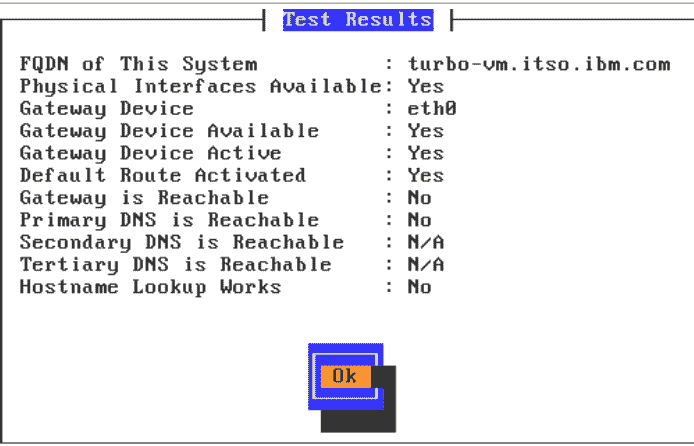 Test Results
FQDN of This System : turbo-vm.itso.ibm.com
Physical Interfaces Available: Yes
Gateway Device : eth0
Gateway Device Available : Yes
Gateway Device Active : Yes
Default Route Activated : Yes
Gateway is Reachable : No
Primary DNS is Reachable : No
Secondary DNS is Reachable : N/A
Tertiary DNS is Reachable : N/A
Hostname Lookup Works : No
Ok